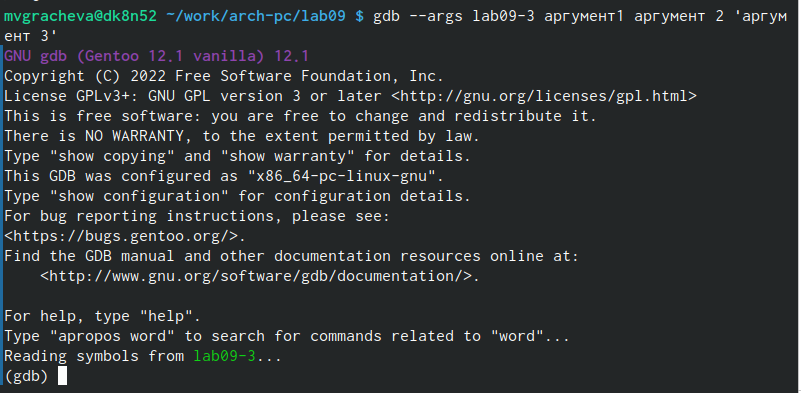 mvgracheva@dk8n52 ~/work/arch-pc/lab09 $ gdb --args lab09-3 аргумент1 аргумент 2 'аргум
ент 3'
GNU gdb (Gentoo 12.1 vanilla) 12.1
Copyright (C) 2022 Free Software Foundation, Inc.
License GPLv3+: GNU GPL version 3 or later <http://gnu.org/licenses/gpl.html>
This is free software: you are free to change and redistribute it.
There is NO WARRANTY, to the extent permitted by law.
Type "show copying" and "show warranty" for details.
This GDB was configured as "x86_64-pc-linux-gnu".
Type "show configuration" for configuration details.
For bug reporting instructions, please see:
<https://bugs.gentoo.org/>.
Find the GDB manual and other documentation resources online at:
    <http://www.gnu.org/software/gdb/documentation/>.

For help, type "help".
Type "apropos word" to search for commands related to "word"...
Reading symbols from lab09-3...
(gdb)